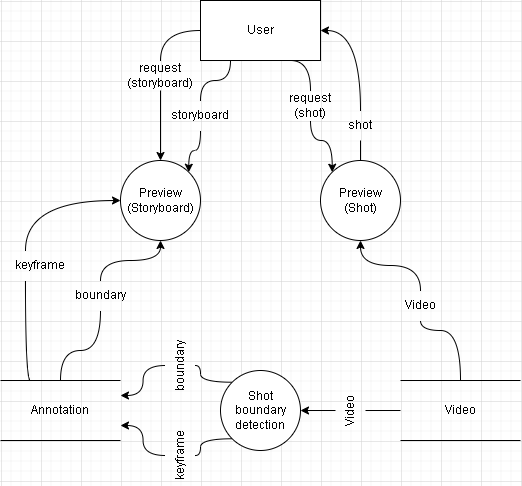 User
request
(storyboard)
storyboard
request
(shot)
shot
Preview
(Storyboard)
Preview
(Shot)
keyframe
boundary
Video
boundary
Annotation
Shot
boundary
detection
Video
Video
keyframe